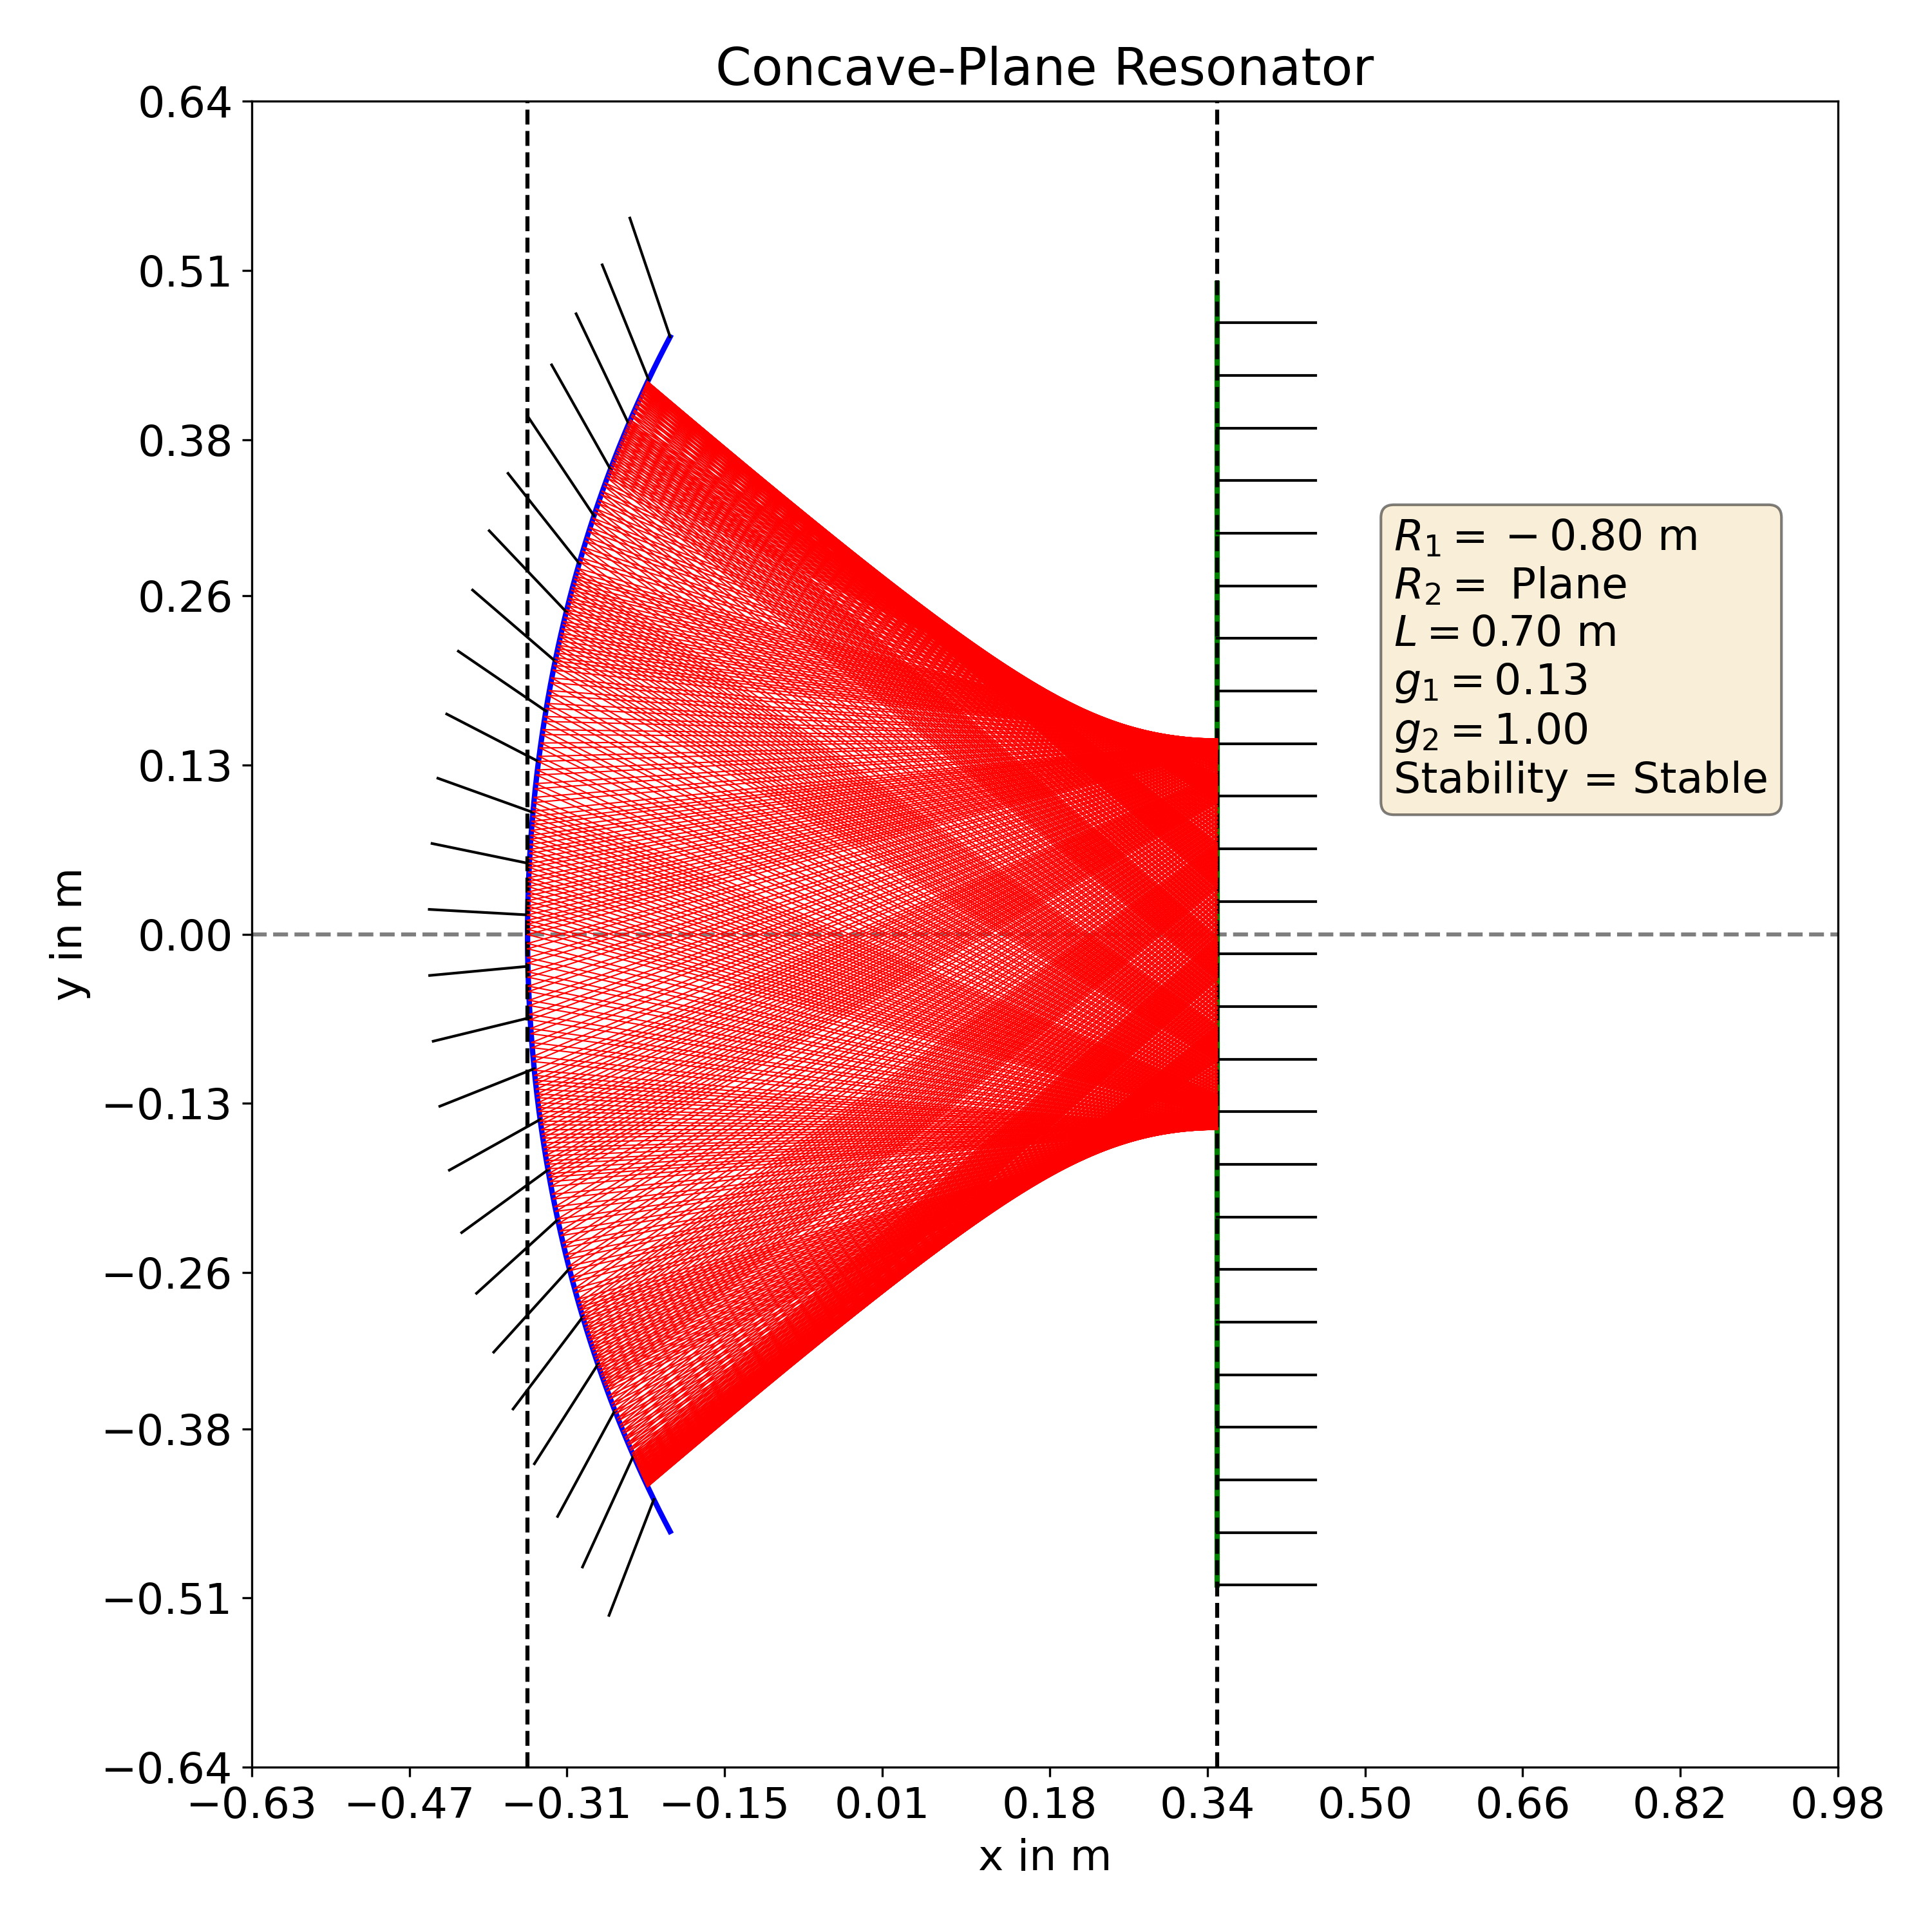 Concave-Plane Resonator
0.64
0.51
0.38
0.26
0.13
0.00
−0.13
−0.26
−0.38
−0.51
−0.64
y in m
R₁ = −0.80 m
R₂ = Plane
L = 0.70 m
g₁ = 0.13
g₂ = 1.00
Stability = Stable
−0.63 −0.47 −0.31 −0.15 0.01 0.18 0.34 0.50 0.66 0.82 0.98
x in m